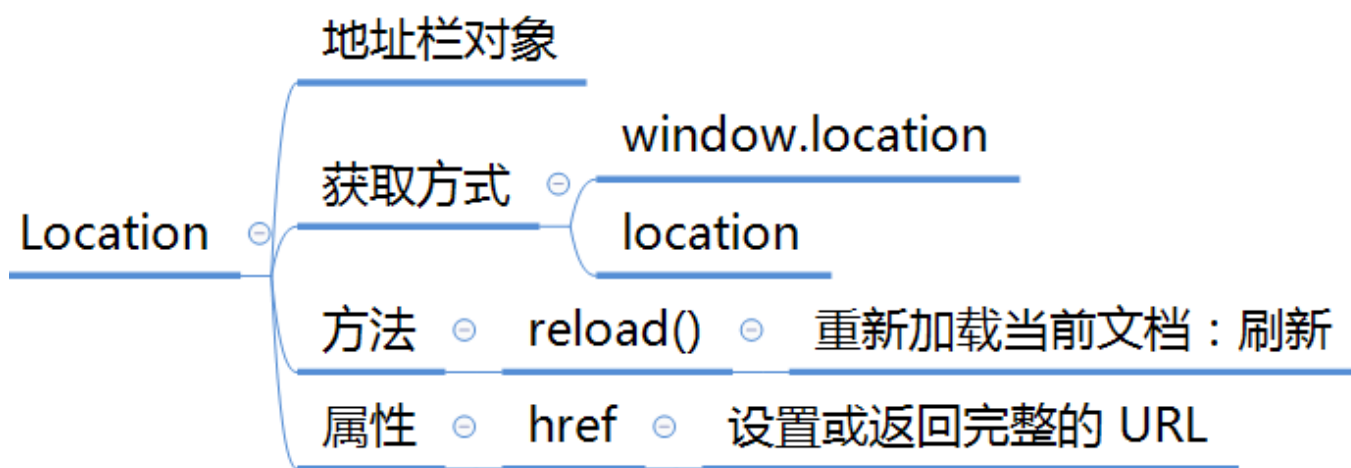 Location
地址栏对象
获取方式
window.location
location
方法
reload()
重新加载当前文档：刷新
属性
href
设置或返回完整的 URL